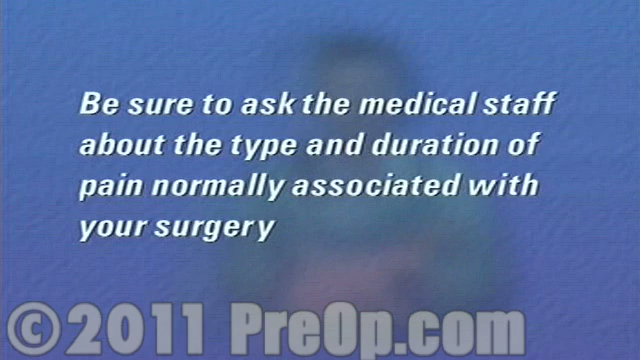 Be sure to ask the medical staff
about the type and duration of
pain normally associated with
your surgery
© 2011 PreOp.com